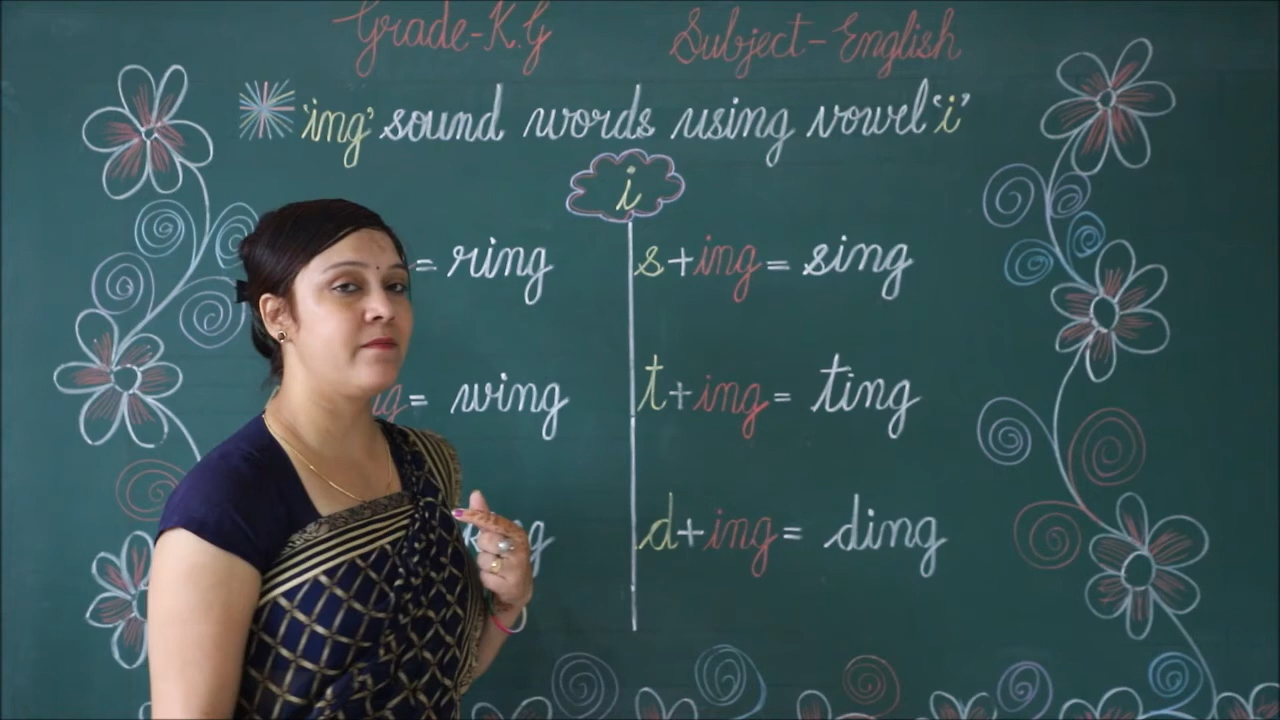 Grade-K.G Subject-English
'ing' sound words using vowel 'i'
i
= ring s+ing = sing
= wing t+ing = ting
d+ing = ding